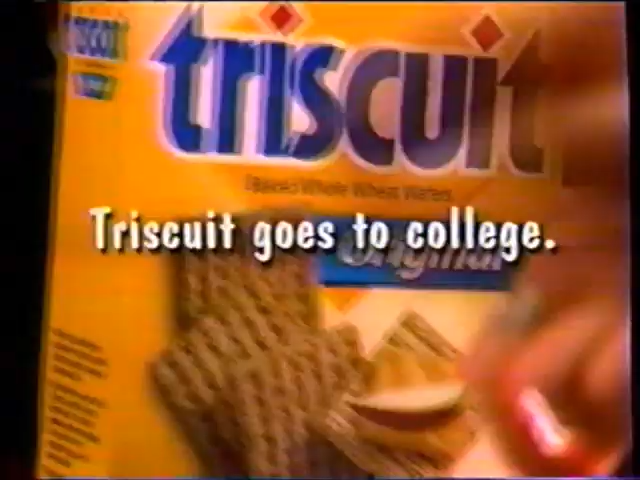 triscuit
Baked Whole Wheat Wafers
Triscuit goes to college.
Original